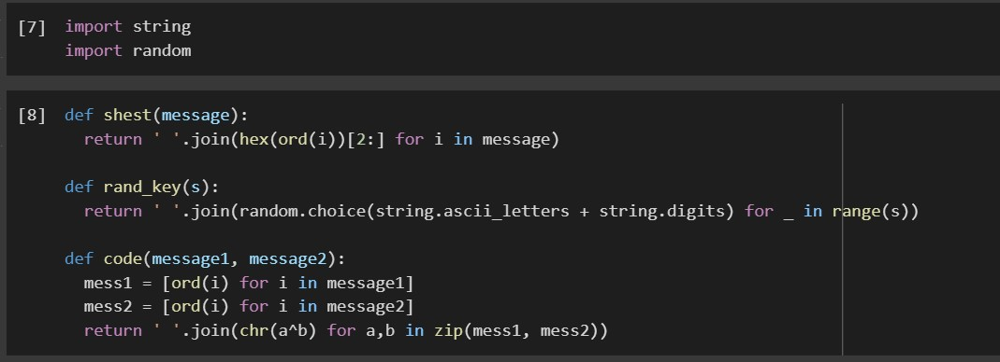 [7] import string
import random
[8] def shest(message):
return ' '.join(hex(ord(i))[2:] for i in message)
def rand_key(s):
return ' '.join(random.choice(string.ascii_letters + string.digits) for _ in range(s))
def code(message1, message2):
mess1 = [ord(i) for i in message1]
mess2 = [ord(i) for i in message2]
return ' '.join(chr(a^b) for a,b in zip(mess1, mess2))